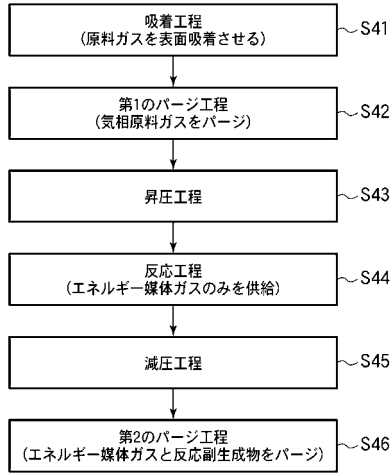 吸着工程
(原料ガスを表面吸着させる)
S41
第1のパージ工程
(気相原料ガスをパージ)
S42
昇圧工程
S43
反応工程
(エネルギー媒体ガスのみを供給)
S44
減圧工程
S45
第2のパージ工程
(エネルギー媒体ガスと反応副生成物をパージ)
S46